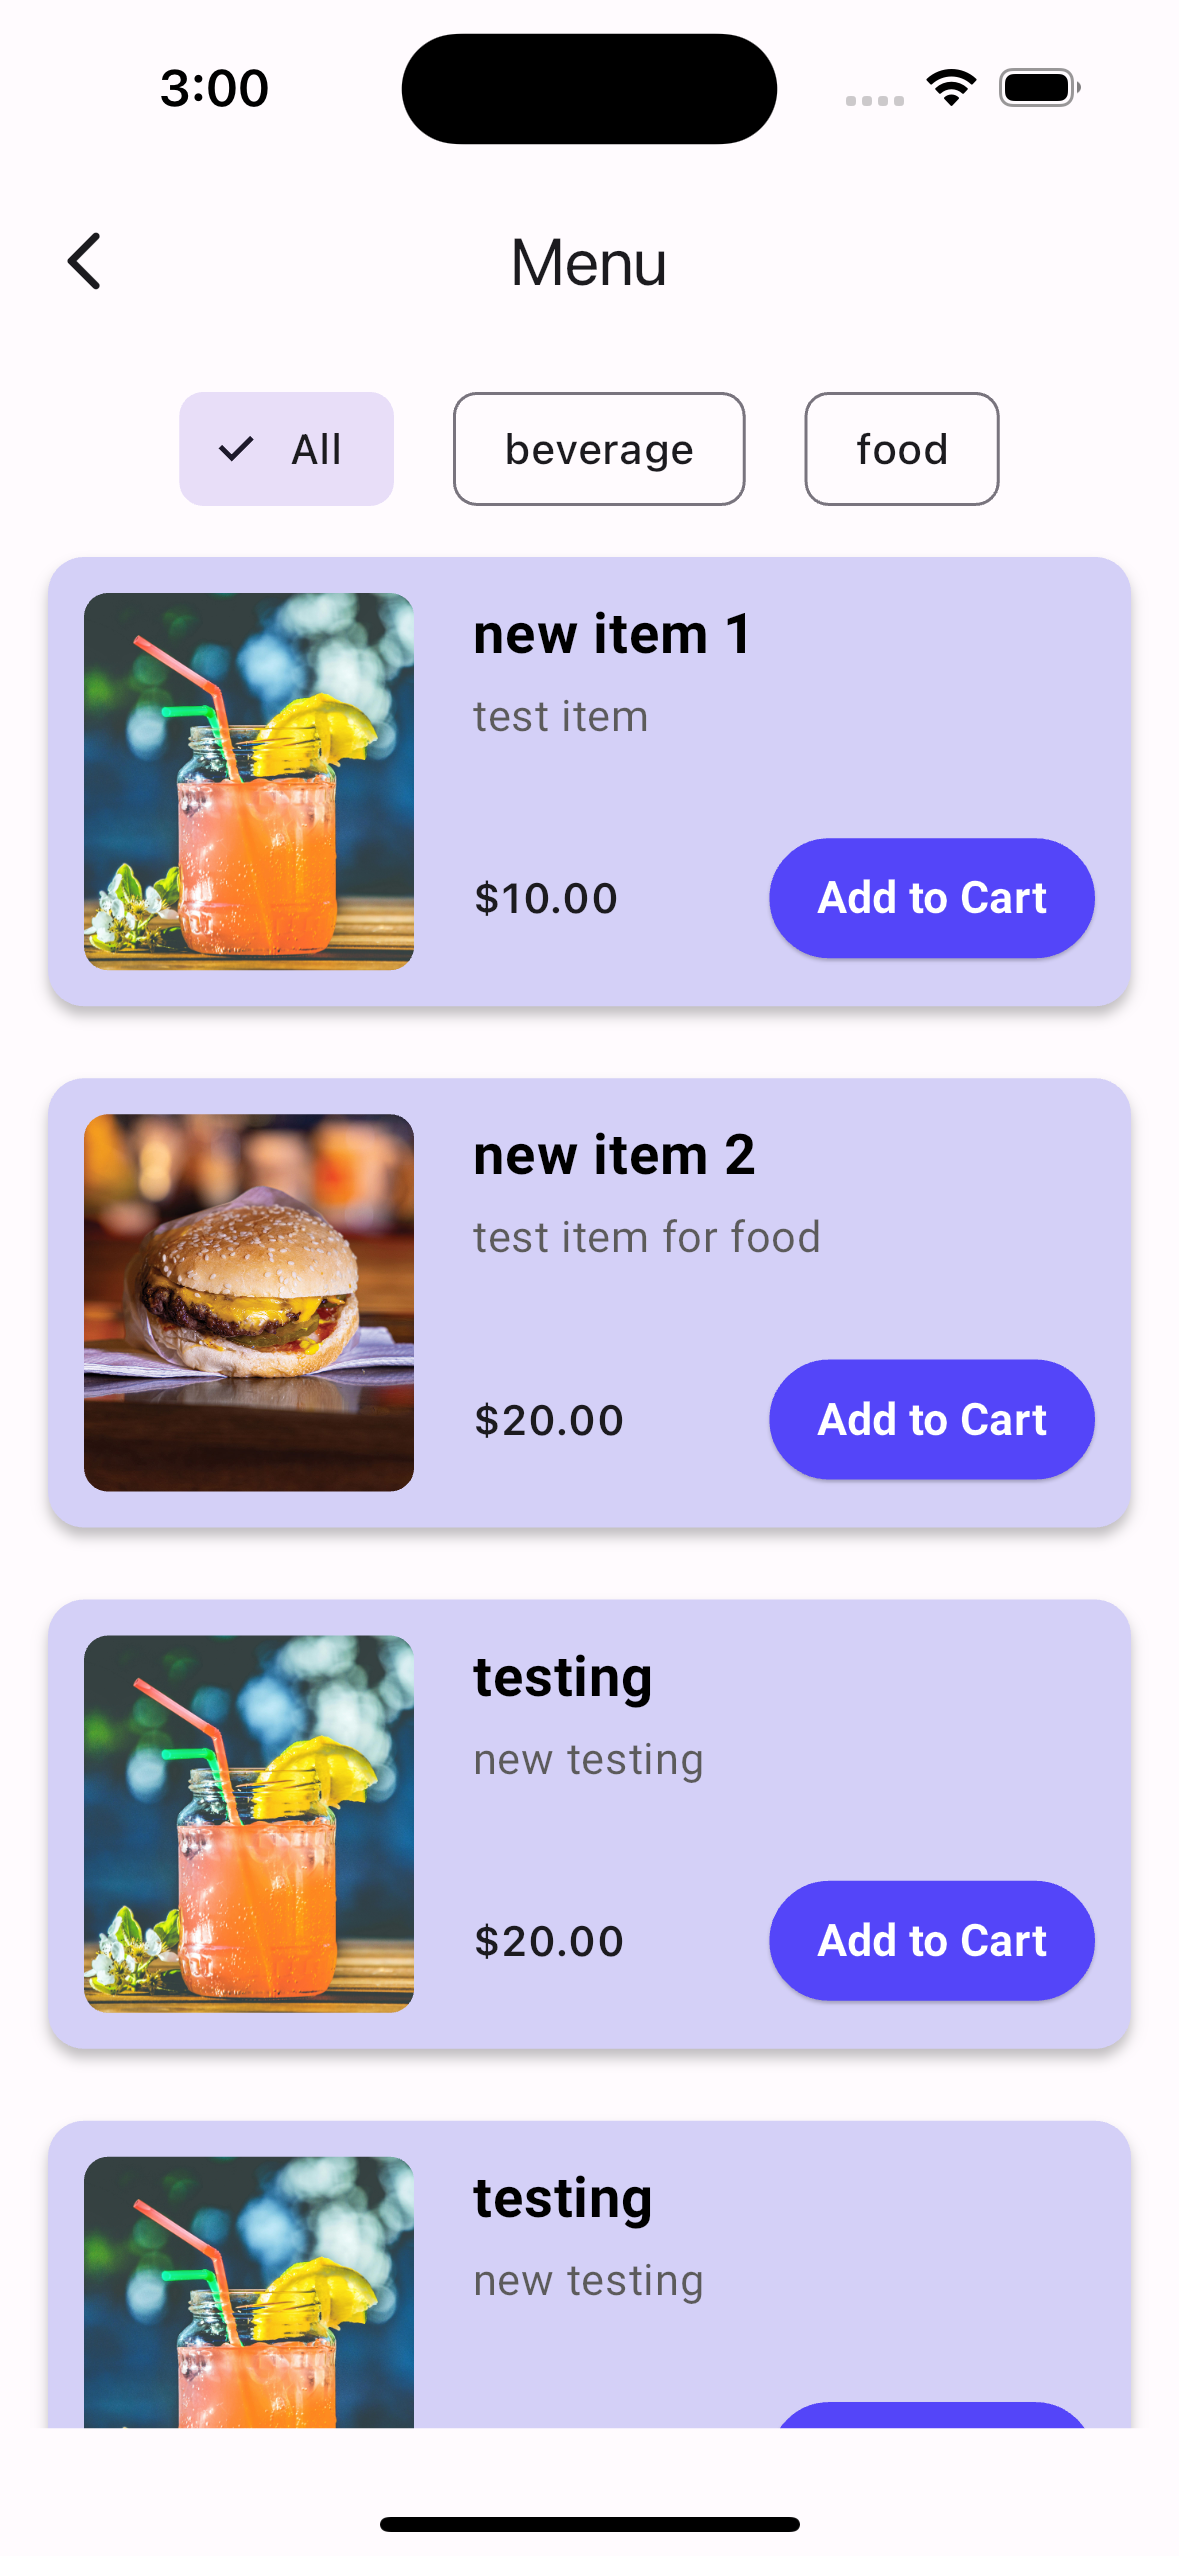 3:00
Menu
All
beverage
food
new item 1
test item
$10.00
Add to Cart
new item 2
test item for food
$20.00
Add to Cart
testing
new testing
$20.00
Add to Cart
testing
new testing